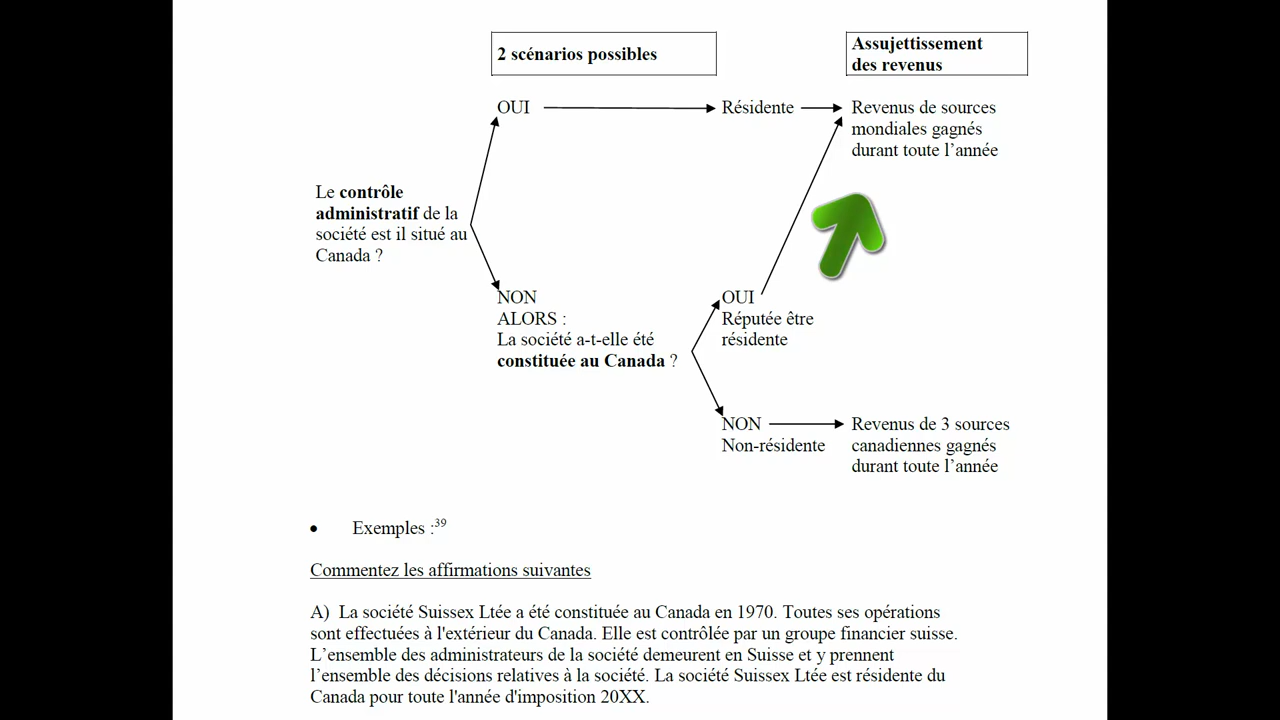 2 scénarios possibles
Assujettissement
des revenus
OUI
Résidente
Revenus de sources
mondiales gagnés
durant toute l’année
Le contrôle
administratif de la
société est il situé au
Canada ?
NON
ALORS :
La société a-t-elle été
constituée au Canada ?
OUI
Réputée être
résidente
NON
Non-résidente
Revenus de 3 sources
canadiennes gagnés
durant toute l’année
• Exemples :39
Commentez les affirmations suivantes
A) La société Suissex Ltée a été constituée au Canada en 1970. Toutes ses opérations
sont effectuées à l'extérieur du Canada. Elle est contrôlée par un groupe financier suisse.
L’ensemble des administrateurs de la société demeurent en Suisse et y prennent
l’ensemble des décisions relatives à la société. La société Suissex Ltée est résidente du
Canada pour toute l'année d'imposition 20XX.